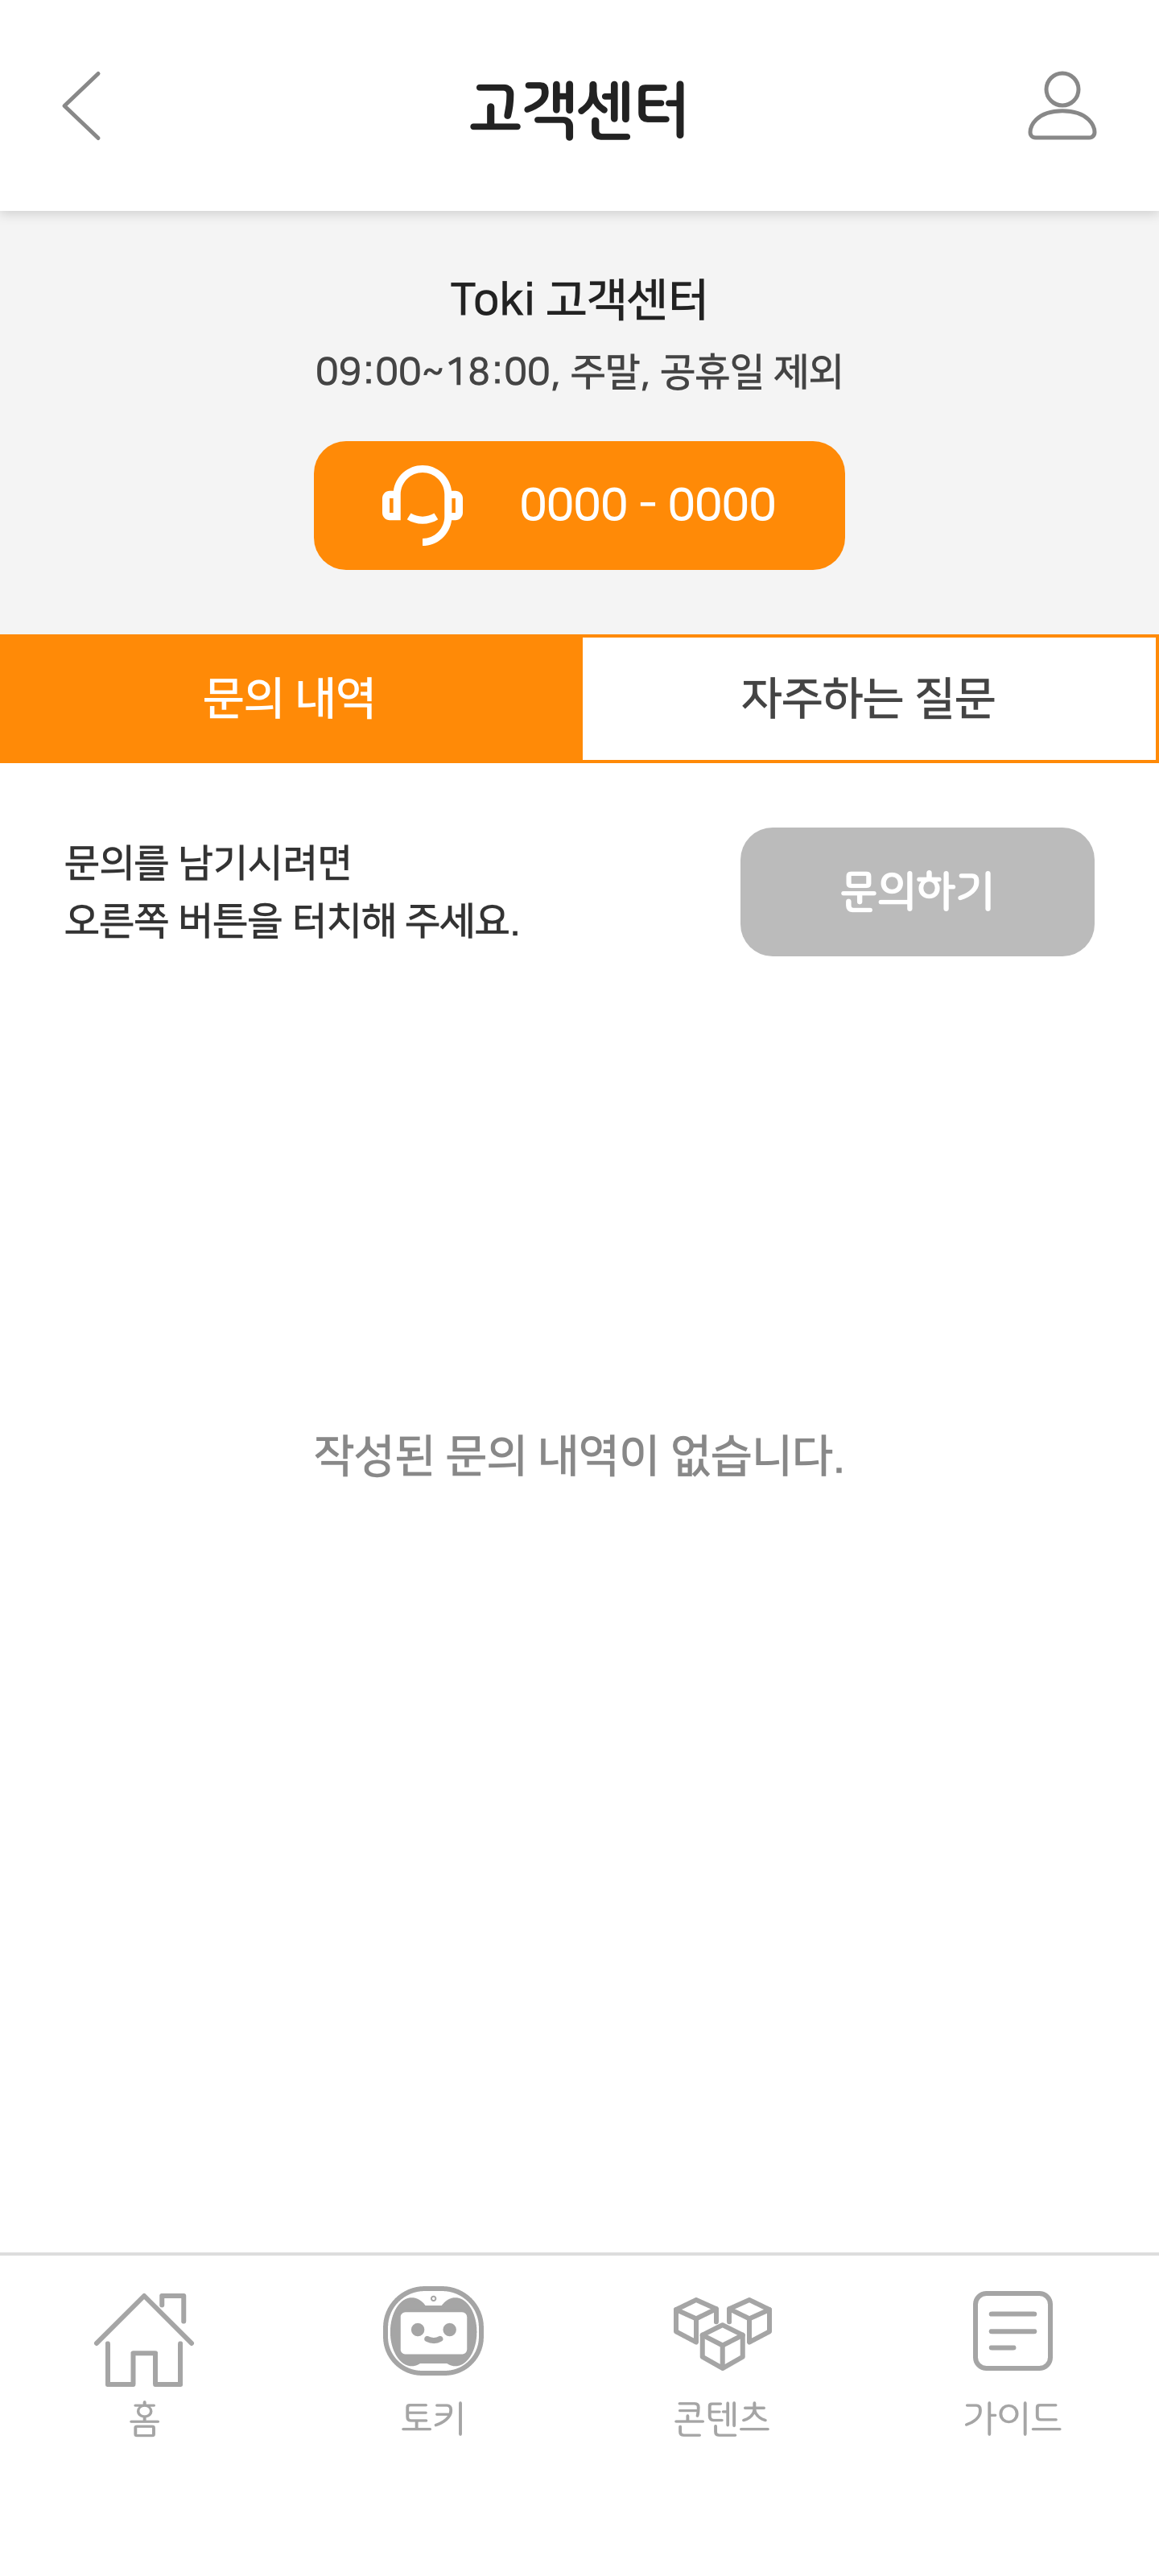 고객센터
Toki 고객센터
09:00~18:00, 주말, 공휴일 제외
0000 - 0000
문의 내역
자주하는 질문
문의를 남기시려면
오른쪽 버튼을 터치해 주세요.
문의하기
작성된 문의 내역이 없습니다.
홈
토키
콘텐츠
가이드